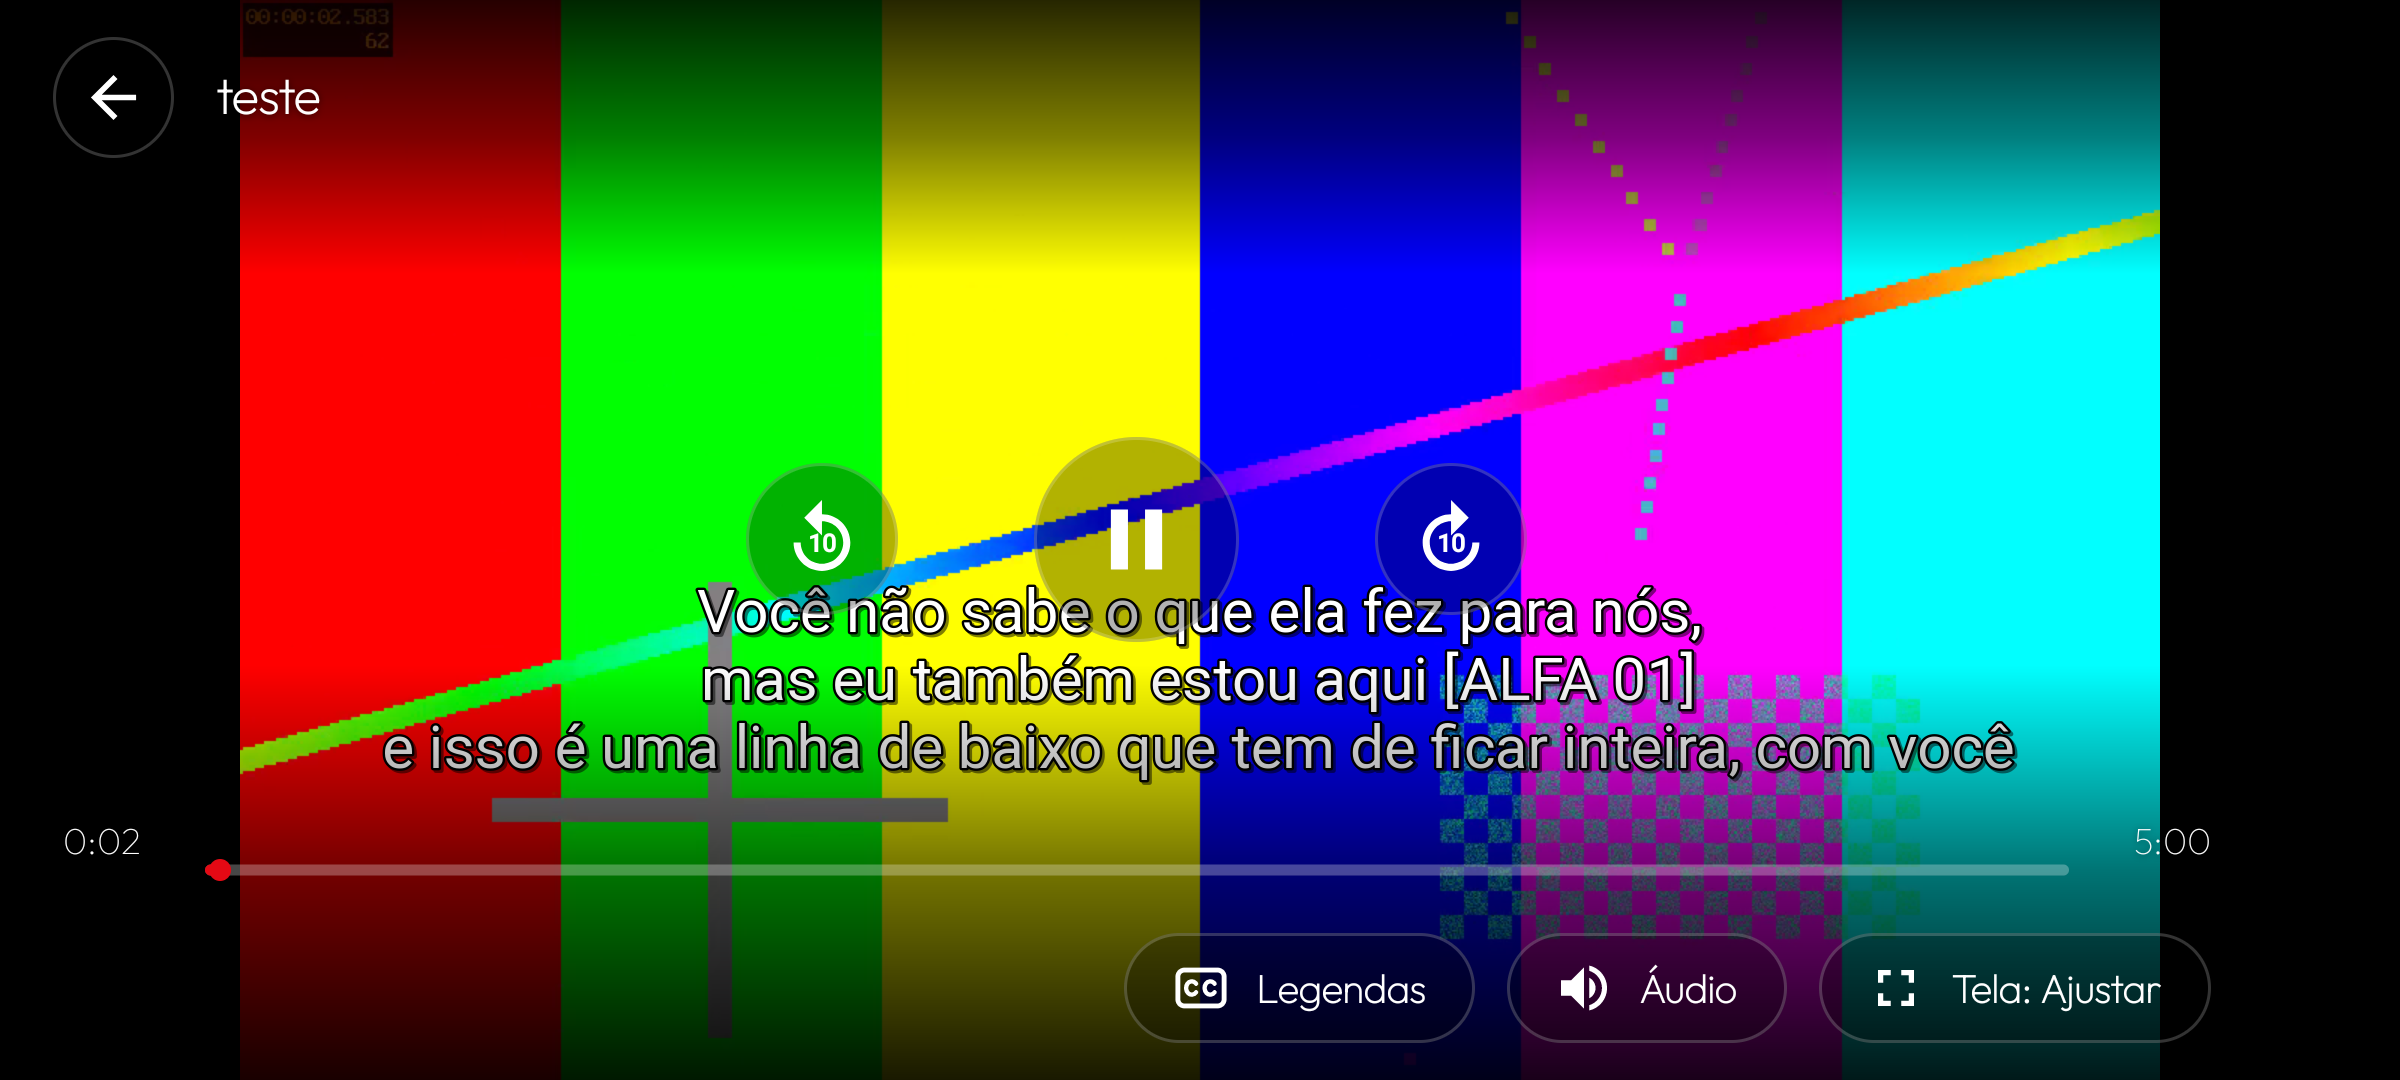 00:00:02.583
62
teste
10
10
Você não sabe o que ela fez para nós,
mas eu também estou aqui [ALFA 01]
e isso é uma linha de baixo que tem de ficar inteira, com você
0:02
5:00
CC
Legendas
Áudio
Tela: Ajustar